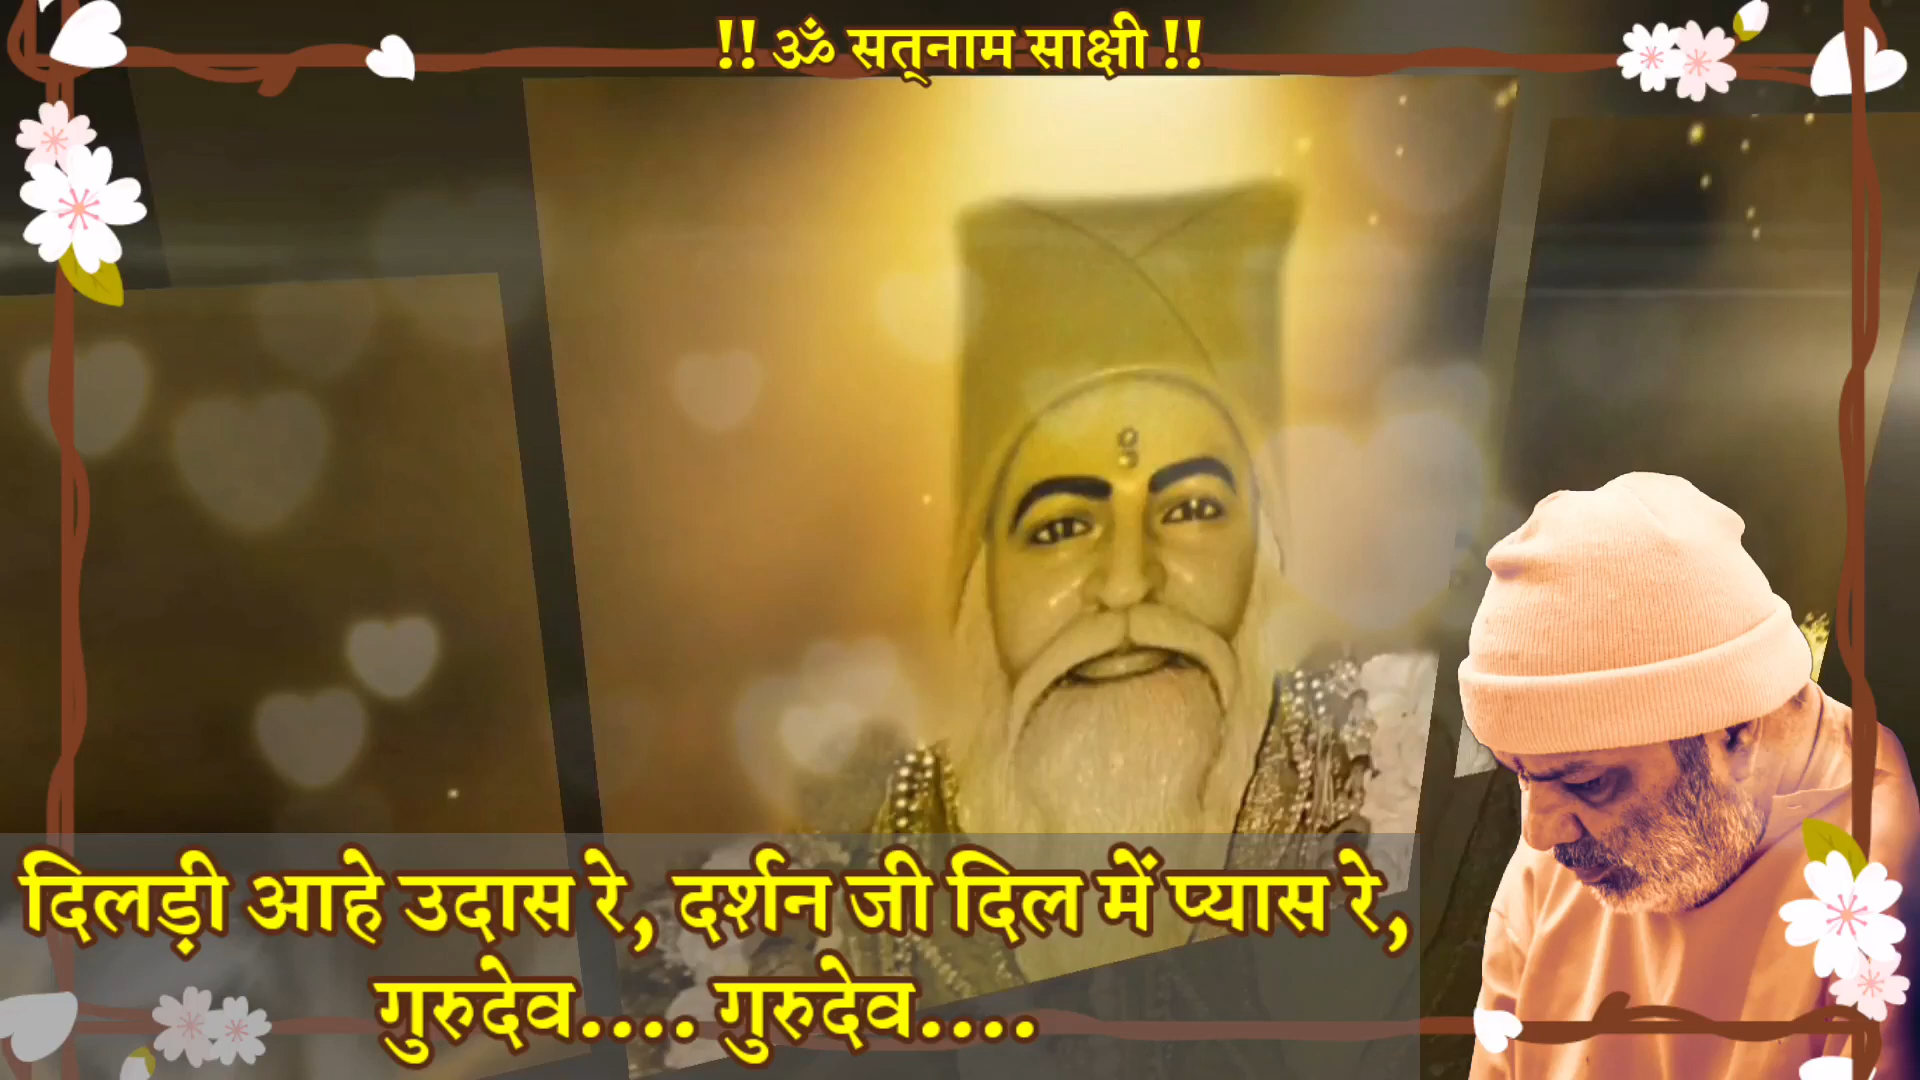 !! ॐ सत्‌नाम साक्षी !!
दिलड़ी आहे उदास रे, दर्शन जी दिल में प्यास रे,
गुरुदेव.... गुरुदेव....